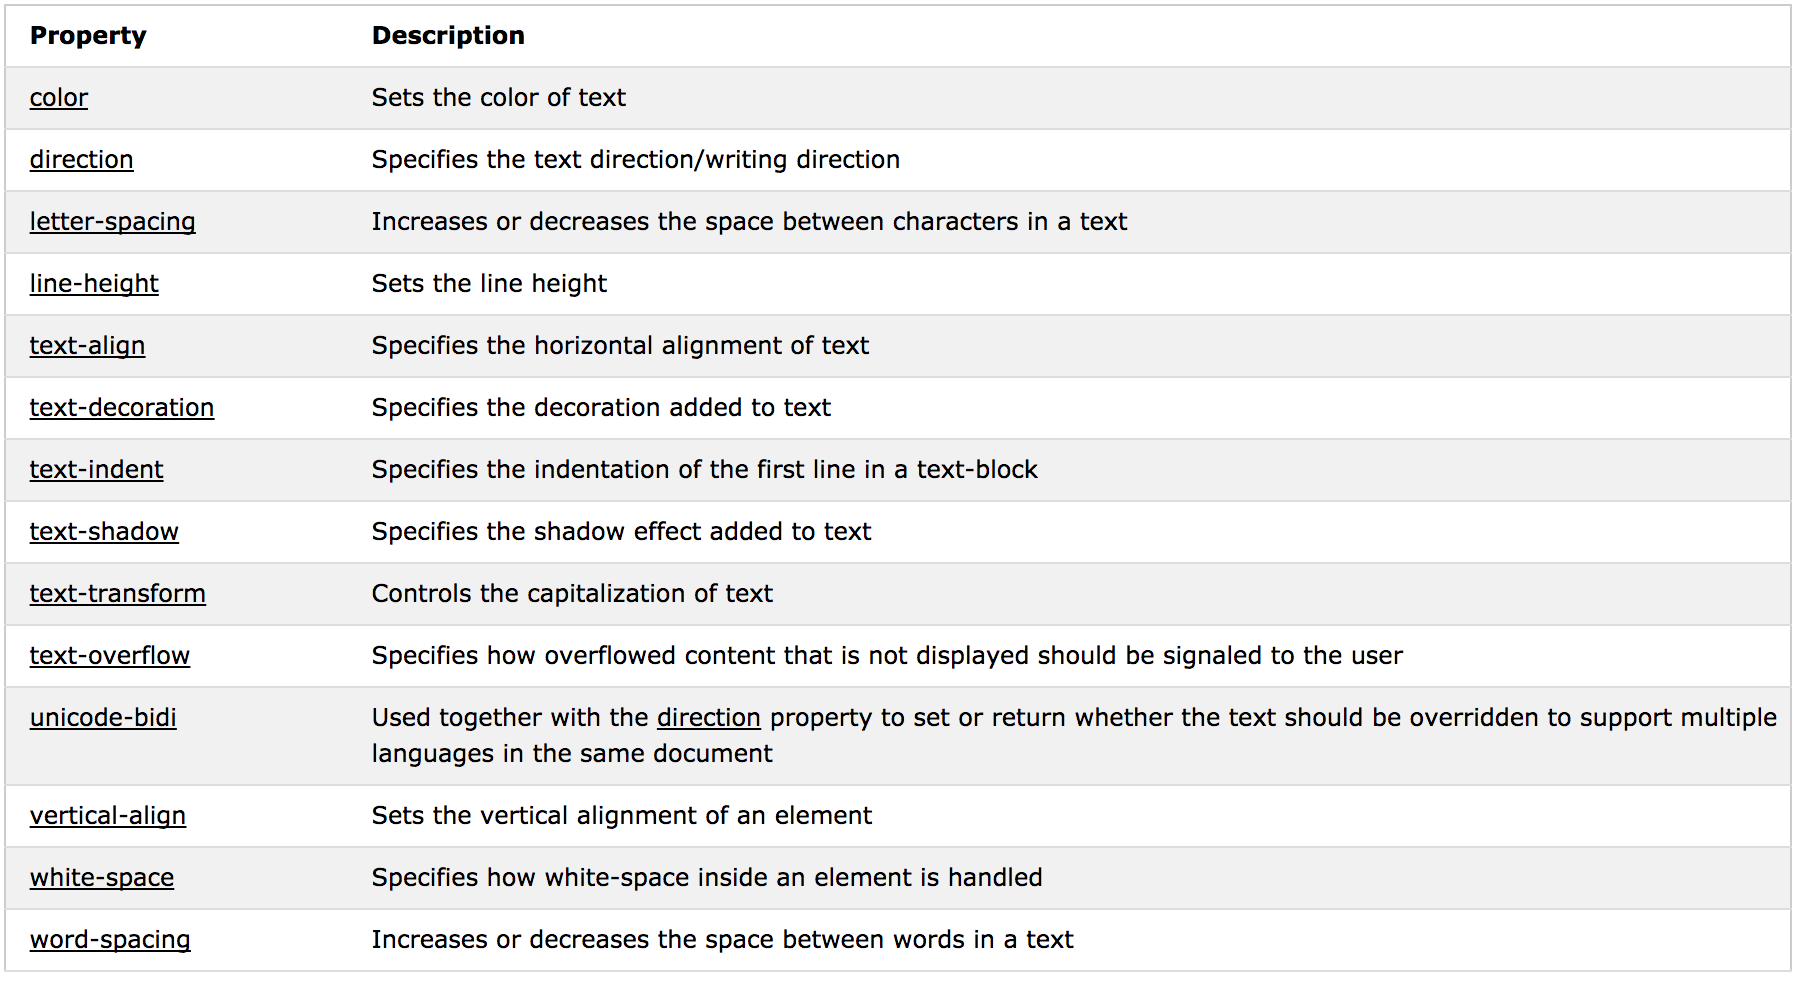 Property Description
color Sets the color of text
direction Specifies the text direction/writing direction
letter-spacing Increases or decreases the space between characters in a text
line-height Sets the line height
text-align Specifies the horizontal alignment of text
text-decoration Specifies the decoration added to text
text-indent Specifies the indentation of the first line in a text-block
text-shadow Specifies the shadow effect added to text
text-transform Controls the capitalization of text
text-overflow Specifies how overflowed content that is not displayed should be signaled to the user
unicode-bidi Used together with the direction property to set or return whether the text should be overridden to support multiple
languages in the same document
vertical-align Sets the vertical alignment of an element
white-space Specifies how white-space inside an element is handled
word-spacing Increases or decreases the space between words in a text